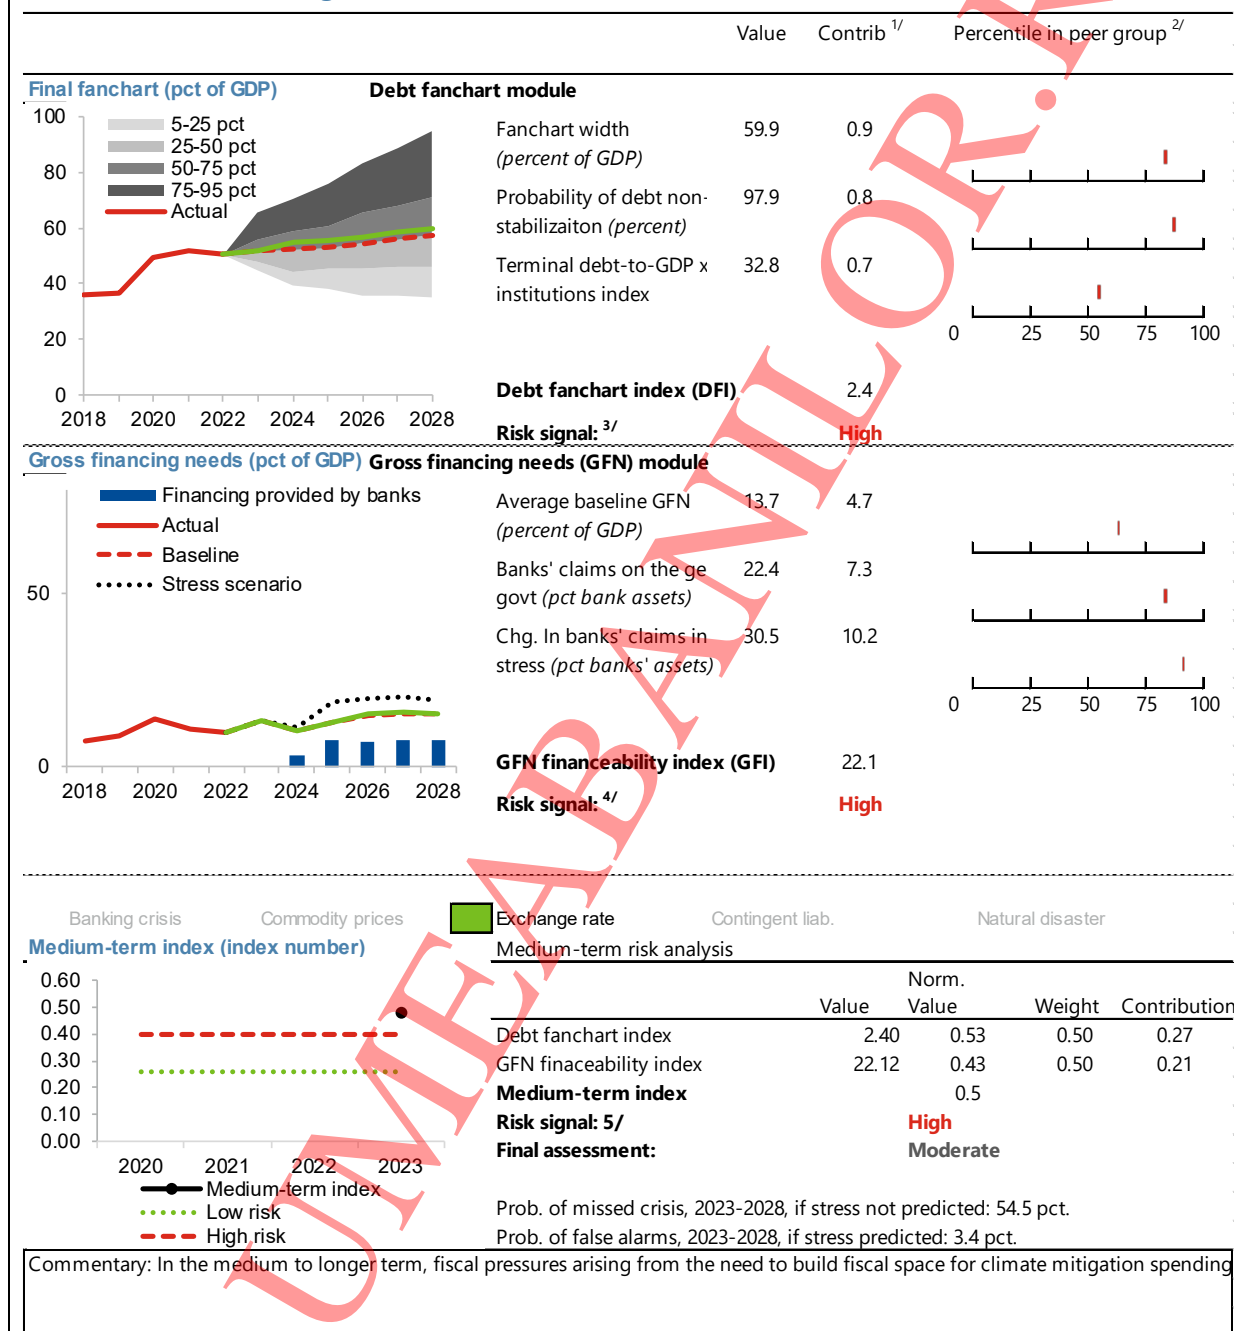 Value Contrib 1/ Percentile in peer group 2/
Final fanchart (pct of GDP) Debt fanchart module
100
80
60
40
20
0
5-25 pct
25-50 pct
50-75 pct
75-95 pct
Actual
2018 2020 2022 2024 2026 2028
Fanchart width 59.9 0.9
(percent of GDP)
Probability of debt non- 97.9 0.8
stabilizaiton (percent)
Terminal debt-to-GDP x 32.8 0.7
institutions index
0 25 50 75 100
Debt fanchart index (DFI) 2.4
Risk signal: 3/ High
Gross financing needs (pct of GDP) Gross financing needs (GFN) module
Financing provided by banks
Actual
Baseline
Stress scenario
50
0
2018 2020 2022 2024 2026 2028
Average baseline GFN 13.7 4.7
(percent of GDP)
Banks' claims on the ge 22.4 7.3
govt (pct bank assets)
Chg. In banks' claims in 30.5 10.2
stress (pct banks' assets)
0 25 50 75 100
GFN financeability index (GFI) 22.1
Risk signal: 4/ High
Banking crisis Commodity prices Exchange rate Contingent liab. Natural disaster
Medium-term index (index number)
0.60
0.50
0.40
0.30
0.20
0.10
0.00
2020 2021 2022 2023
Medium-term index
Low risk
High risk
Medium-term risk analysis
Norm.
Value Value Weight Contribution
Debt fanchart index 2.40 0.53 0.50 0.27
GFN finaceability index 22.12 0.43 0.50 0.21
Medium-term index 0.5
Risk signal: 5/ High
Final assessment: Moderate
Prob. of missed crisis, 2023-2028, if stress not predicted: 54.5 pct.
Prob. of false alarms, 2023-2028, if stress predicted: 3.4 pct.
Commentary: In the medium to longer term, fiscal pressures arising from the need to build fiscal space for climate mitigation spending
UMEABANILOR.